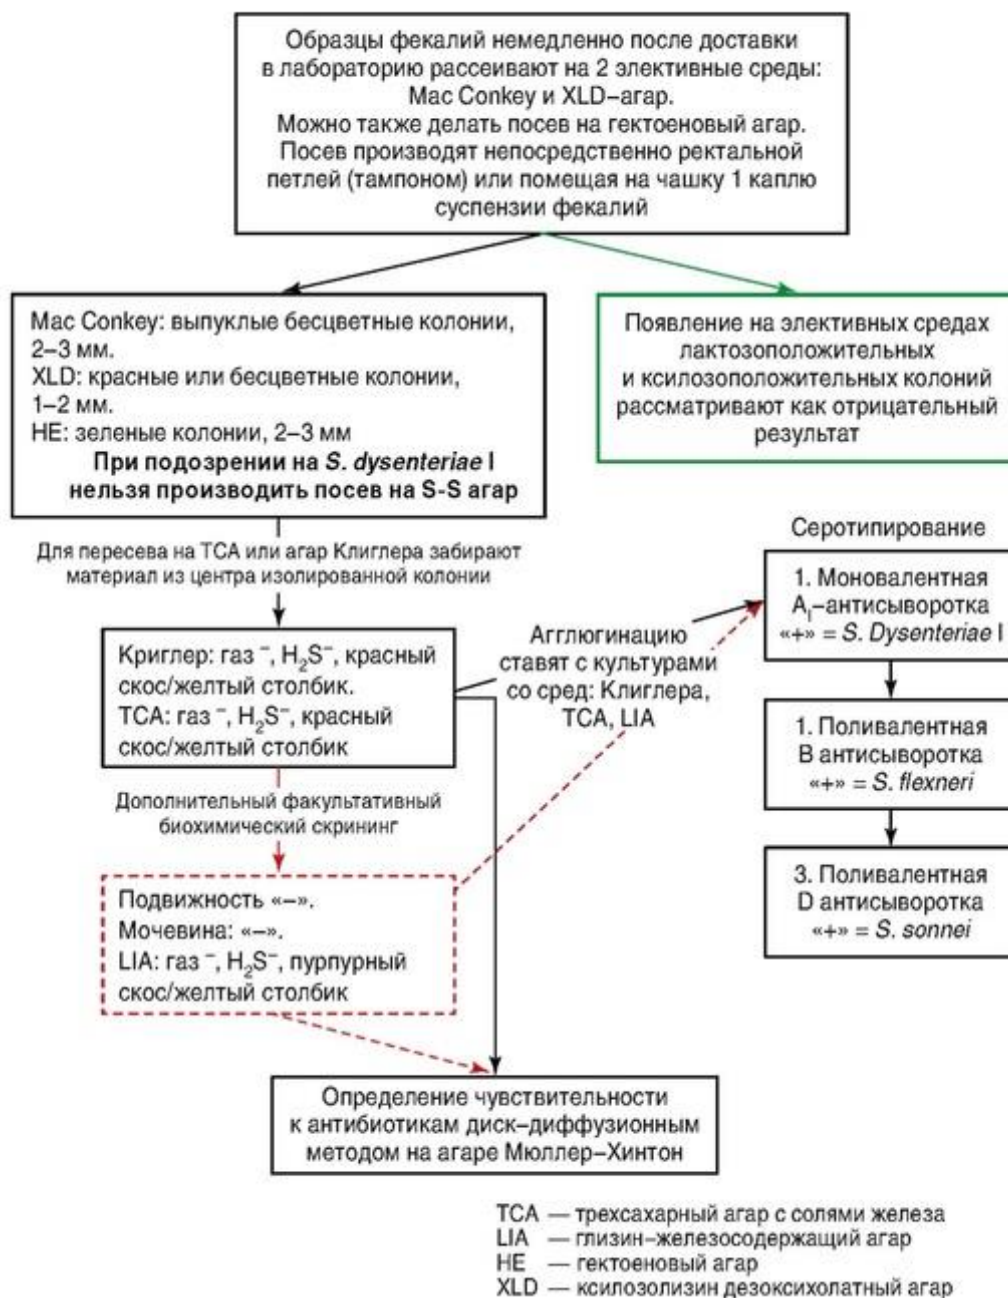 Образцы фекалий немедленно после доставки
в лабораторию рассеивают на 2 элективные среды:
Mac Conkey и XLD–агар.
Можно также делать посев на гектоеновый агар.
Посев производят непосредственно ректальной
петлей (тампоном) или помещая на чашку 1 каплю
суспензии фекалий
Mac Conkey: выпуклые бесцветные колонии,
2–3 мм.
XLD: красные или бесцветные колонии,
1–2 мм.
НЕ: зеленые колонии, 2–3 мм
При подозрении на S. dysenteriae I
нельзя производить посев на S-S агар
Появление на элективных средах
лактозоположительных
и ксилозоположительных колоний
рассматривают как отрицательный
результат
Для пересева на ТСА или агар Клиглера забирают
материал из центра изолированной колонии
Криглер: газ ⁻, H₂S⁻, красный
скос/желтый столбик.
ТСА: газ ⁻, H₂S⁻, красный
скос/желтый столбик
Агглюгинацию
ставят с культурами
со сред: Клиглера,
ТСА, LIA
Серотипирование
1. Моновалентная
A_I–антисыворотка
«+» = S. Dysenteriae I
1. Поливалентная
В антисыворотка
«+» = S. flexneri
3. Поливалентная
D антисыворотка
«+» = S. sonnei
Дополнительный факультативный
биохимический скрининг
Подвижность «–».
Мочевина: «–».
LIA: газ ⁻, H₂S⁻, пурпурный
скос/желтый столбик
Определение чувствительности
к антибиотикам диск–диффузионным
методом на агаре Мюллер–Хинтон
ТСА — трехсахарный агар с солями железа
LIA — глизин–железосодержащий агар
НЕ — гектоеновый агар
XLD — ксилозолизин дезоксихолатный агар